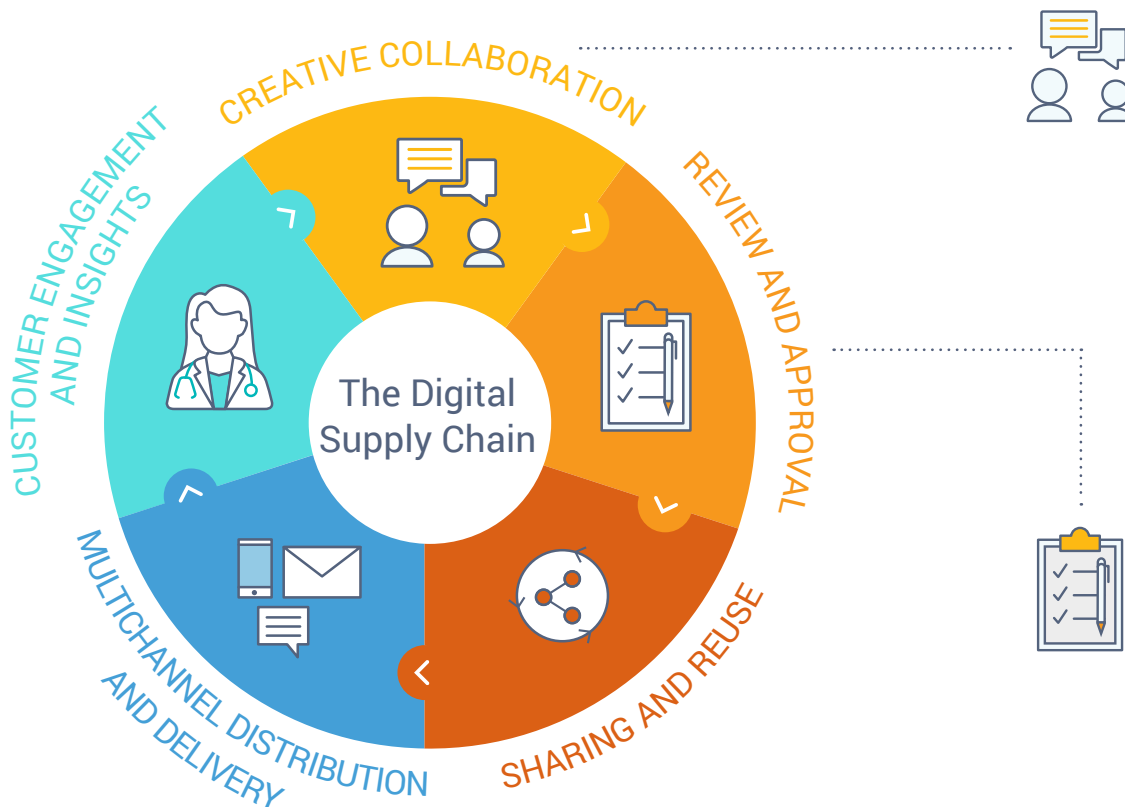 CREATIVE COLLABORATION
REVIEW AND APPROVAL
SHARING AND REUSE
MULTICHANNEL DISTRIBUTION
AND DELIVERY
CUSTOMER ENGAGEMENT
AND INSIGHTS
The Digital
Supply Chain